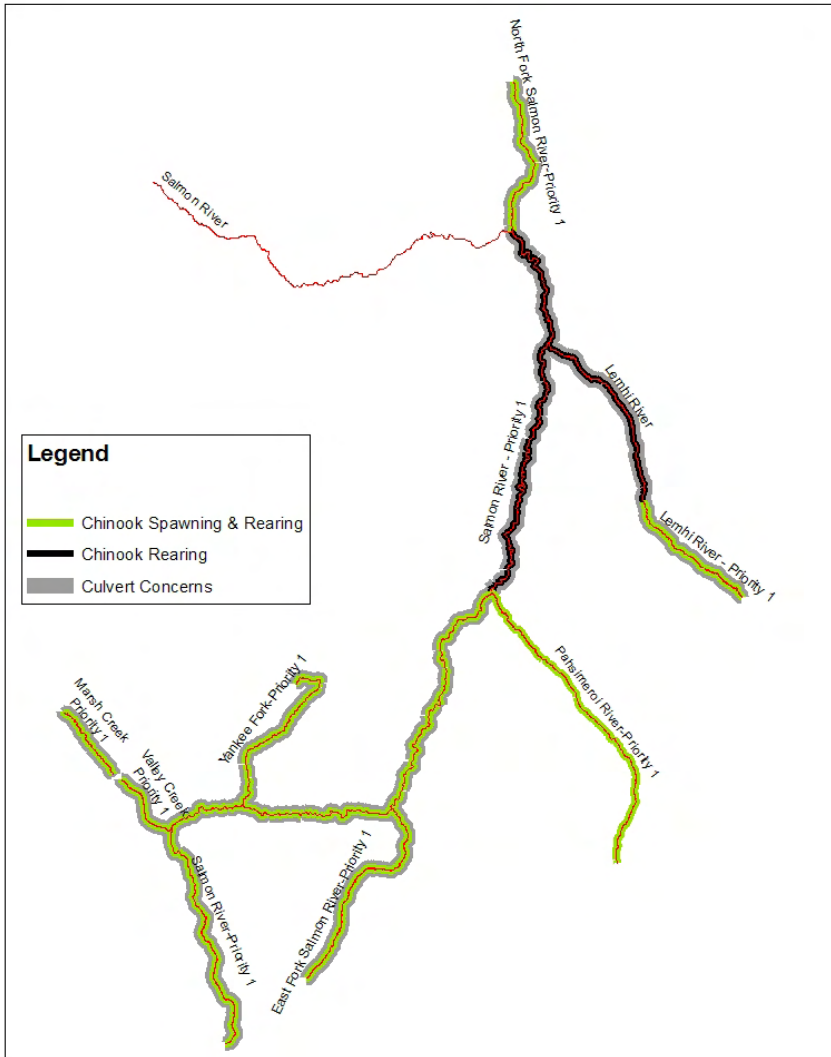 North Fork Salmon River-Priority 1
Salmon River
Lemhi River
Salmon River - Priority 1
Lemhi River - Priority 1
Legend
Chinook Spawning & Rearing
Chinook Rearing
Culvert Concerns
Pahsimeroi River-Priority 1
Yankee Fork-Priority 1
Marsh Creek
Priority 1
Valley Creek
Priority 1
Salmon River-Priority 1
East Fork Salmon River-Priority 1